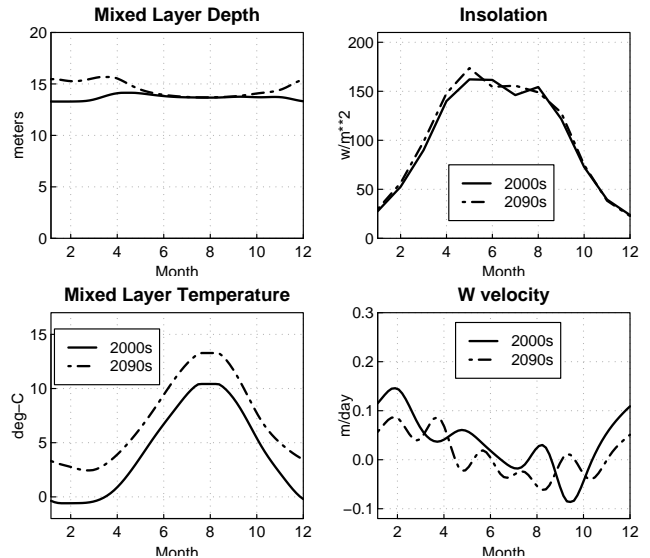 Mixed Layer Depth
20
15
10
5
0
meters
2 4 6 8 10 12
Month
Insolation
200
150
100
50
0
w/m**2
2000s
2090s
2 4 6 8 10 12
Month
Mixed Layer Temperature
15
10
5
0
deg−C
2000s
2090s
2 4 6 8 10 12
Month
W velocity
0.3
0.2
0.1
0.0
−0.1
m/day
2000s
2090s
2 4 6 8 10 12
Month